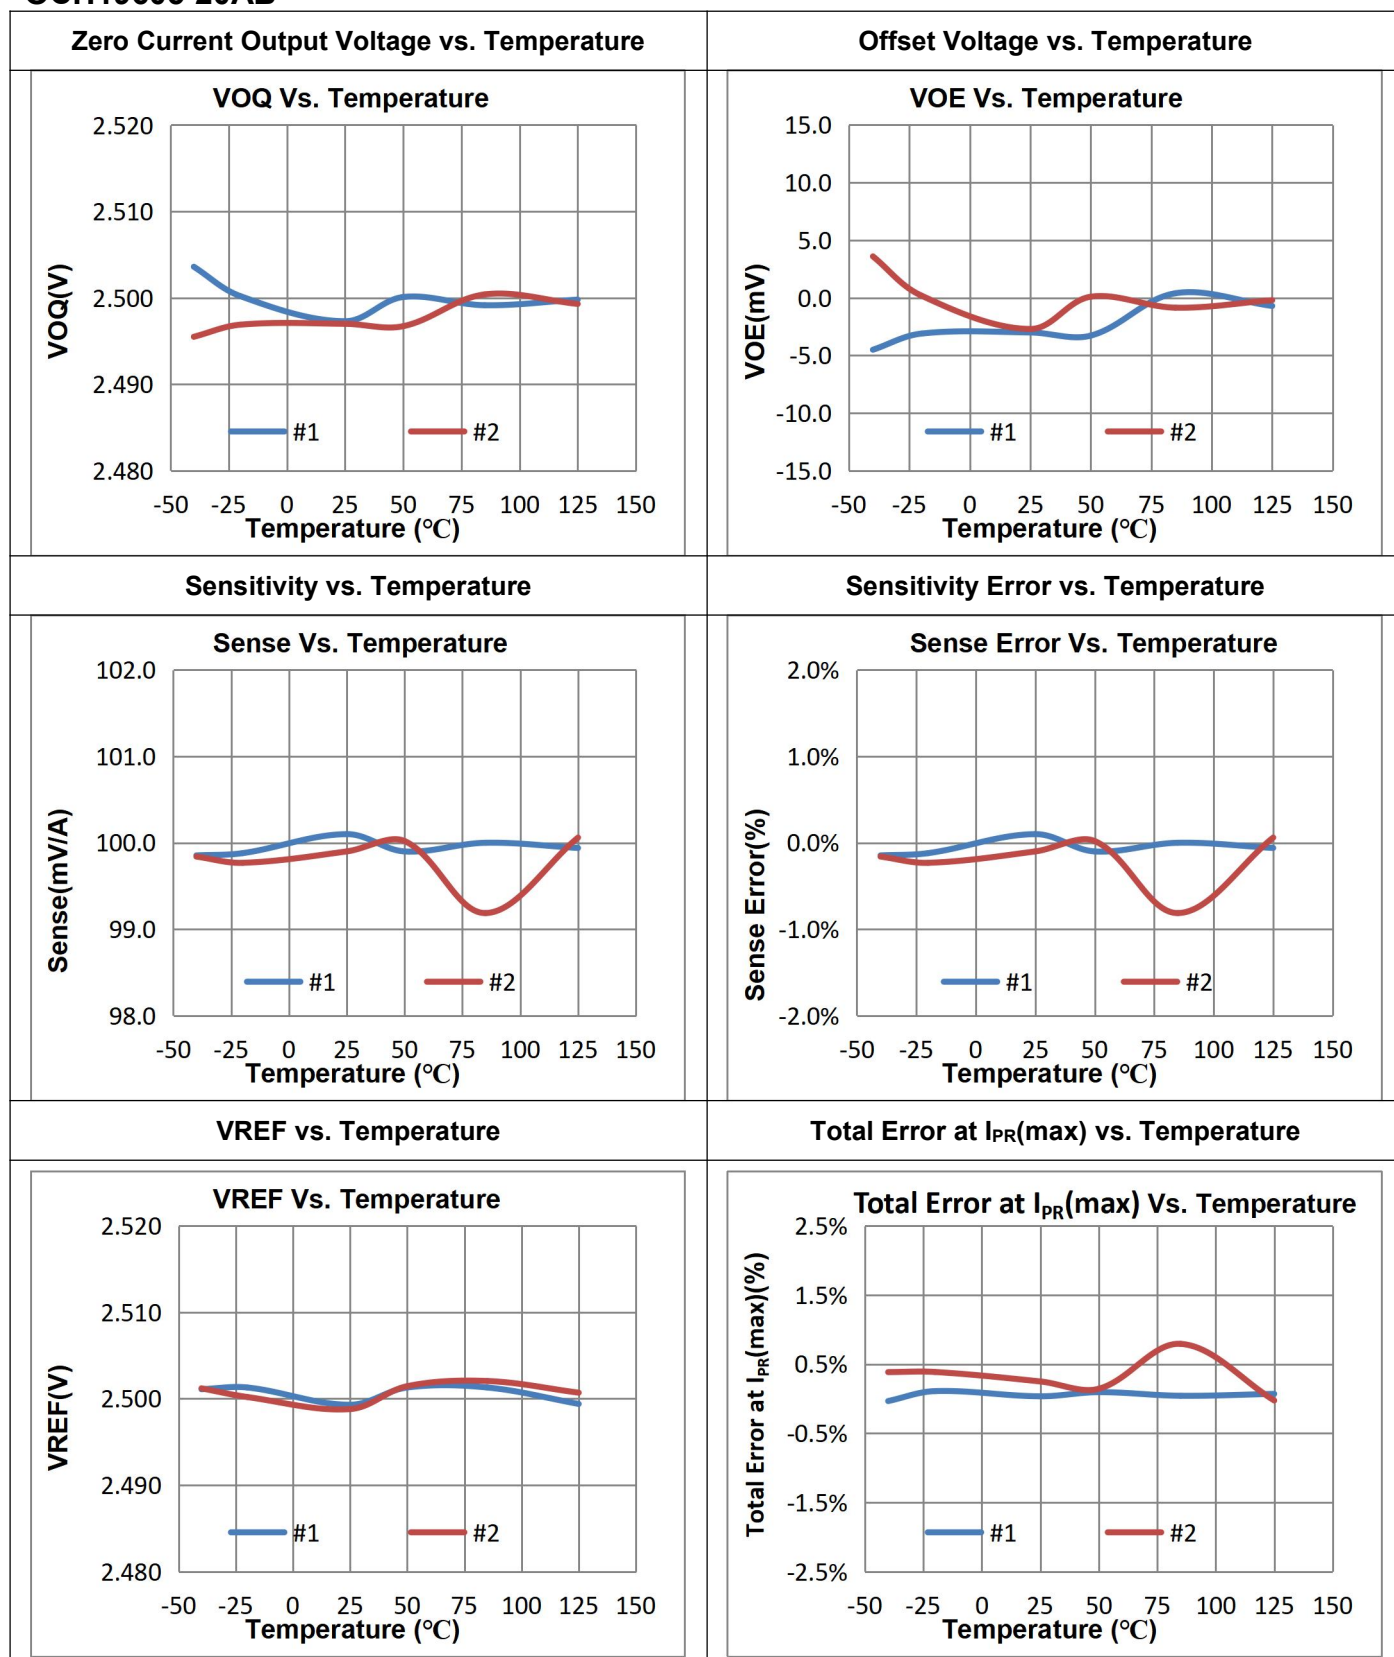 Zero Current Output Voltage vs. Temperature
Offset Voltage vs. Temperature
VOQ Vs. Temperature
2.520
2.510
2.500
2.490
2.480
VOQ(V)
#1 #2
-50 -25 0 25 50 75 100 125 150
Temperature (℃)
VOE Vs. Temperature
15.0
10.0
5.0
0.0
-5.0
-10.0
-15.0
VOE(mV)
#1 #2
-50 -25 0 25 50 75 100 125 150
Temperature (℃)
Sensitivity vs. Temperature
Sensitivity Error vs. Temperature
Sense Vs. Temperature
102.0
101.0
100.0
99.0
98.0
Sense(mV/A)
#1 #2
-50 -25 0 25 50 75 100 125 150
Temperature (℃)
Sense Error Vs. Temperature
2.0%
1.0%
0.0%
-1.0%
-2.0%
Sense Error(%)
#1 #2
-50 -25 0 25 50 75 100 125 150
Temperature (℃)
VREF vs. Temperature
Total Error at IPR(max) vs. Temperature
VREF Vs. Temperature
2.520
2.510
2.500
2.490
2.480
VREF(V)
#1 #2
-50 -25 0 25 50 75 100 125 150
Temperature (℃)
Total Error at IPR(max) Vs. Temperature
2.5%
1.5%
0.5%
-0.5%
-1.5%
-2.5%
Total Error at IPR(max)(%)
#1 #2
-50 -25 0 25 50 75 100 125 150
Temperature (℃)